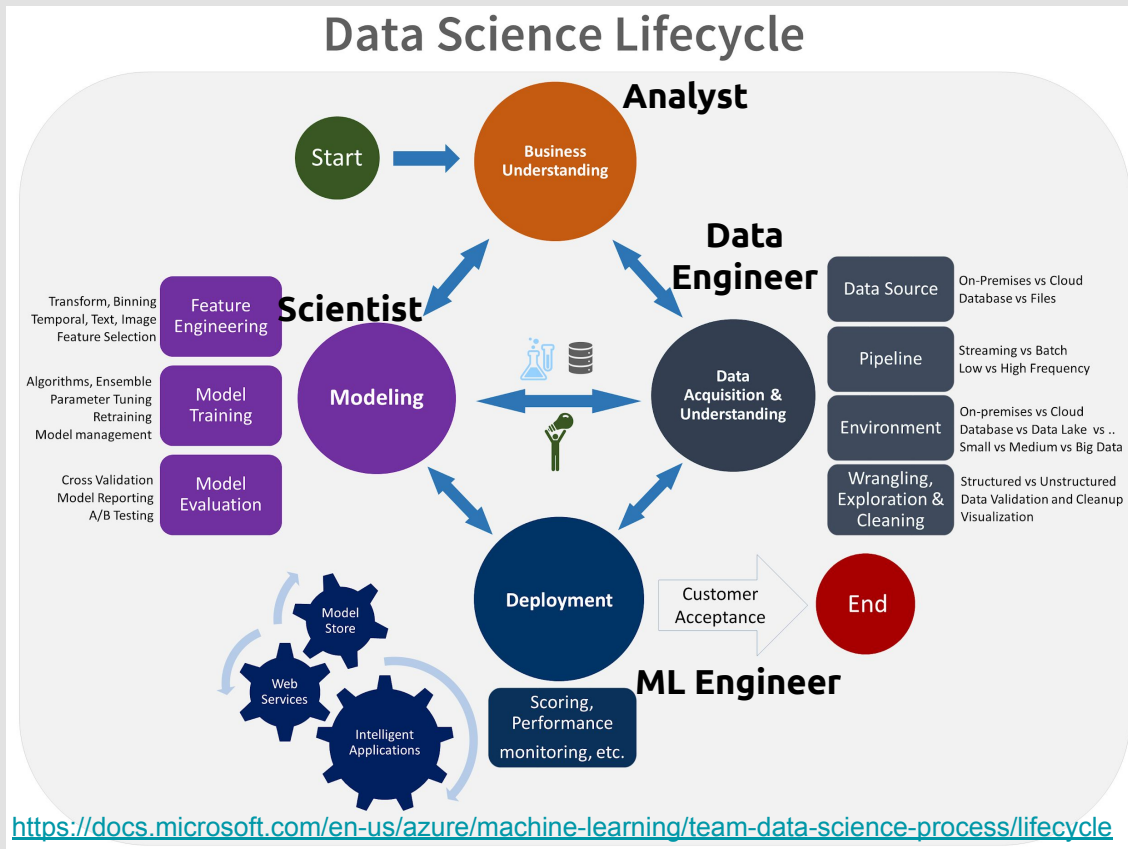 Data Science Lifecycle
Analyst
Start
Business
Understanding
Data
Engineer
Scientist
Feature
Engineering
Transform, Binning
Temporal, Text, Image
Feature Selection
Model
Training
Algorithms, Ensemble
Parameter Tuning
Retraining
Model management
Model
Evaluation
Cross Validation
Model Reporting
A/B Testing
Modeling
Data
Acquisition &
Understanding
Data Source
On-Premises vs Cloud
Database vs Files
Pipeline
Streaming vs Batch
Low vs High Frequency
Environment
On-premises vs Cloud
Database vs Data Lake vs ..
Small vs Medium vs Big Data
Wrangling,
Exploration &
Cleaning
Structured vs Unstructured
Data Validation and Cleanup
Visualization
Deployment
Customer
Acceptance
End
ML Engineer
Scoring,
Performance
monitoring, etc.
Model
Store
Web
Services
Intelligent
Applications
https://docs.microsoft.com/en-us/azure/machine-learning/team-data-science-process/lifecycle